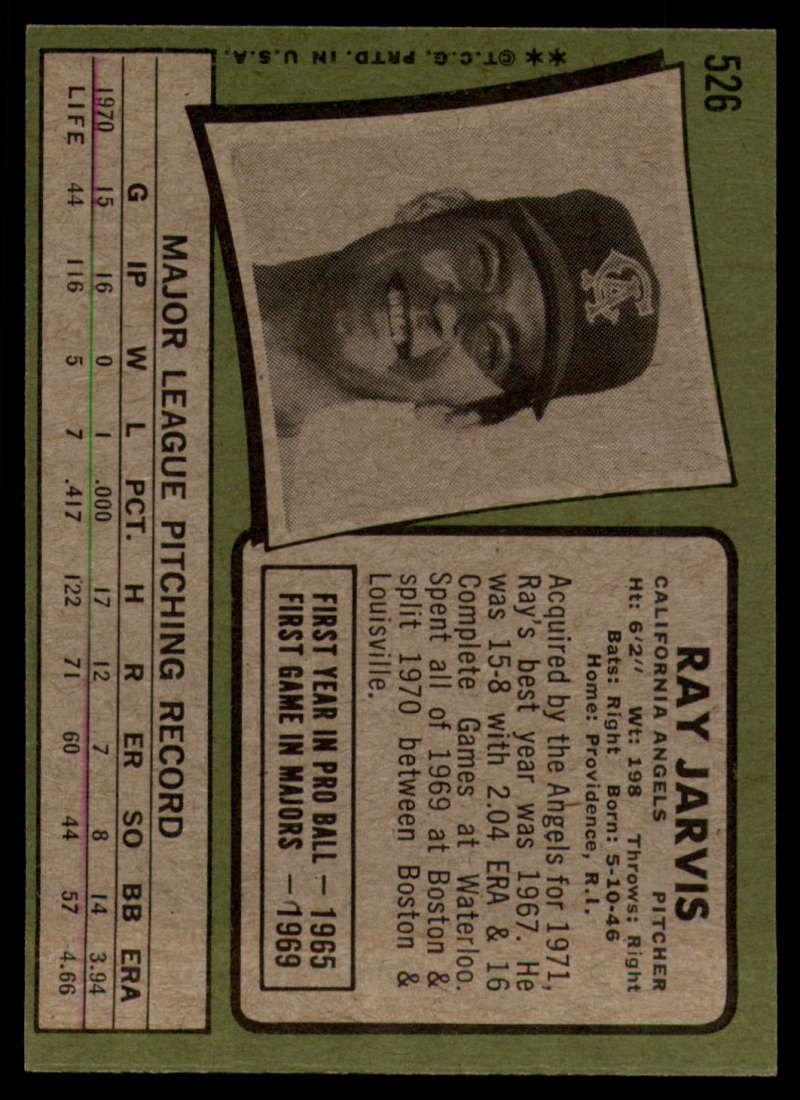 526
** ©T.C.G. PRTD. IN U.S.A.
CA
RAY JARVIS
CALIFORNIA ANGELS PITCHER
Ht: 6'2" Wt: 198 Throws: Right
Bats: Right Born: 5-10-46
Home: Providence, R.I.
Acquired by the Angels for 1971,
Ray's best year was 1967. He
was 15-8 with 2.04 ERA & 16
Complete Games at Waterloo.
Spent all of 1969 at Boston &
split 1970 between Boston &
Louisville.
FIRST YEAR IN PRO BALL — 1965
FIRST GAME IN MAJORS — 1969
MAJOR LEAGUE PITCHING RECORD
G IP W L PCT. H R ER SO BB ERA
1970 15 16 0 1 .000 17 12 7 8 14 3.94
LIFE 44 116 5 7 .417 122 71 60 44 57 4.66